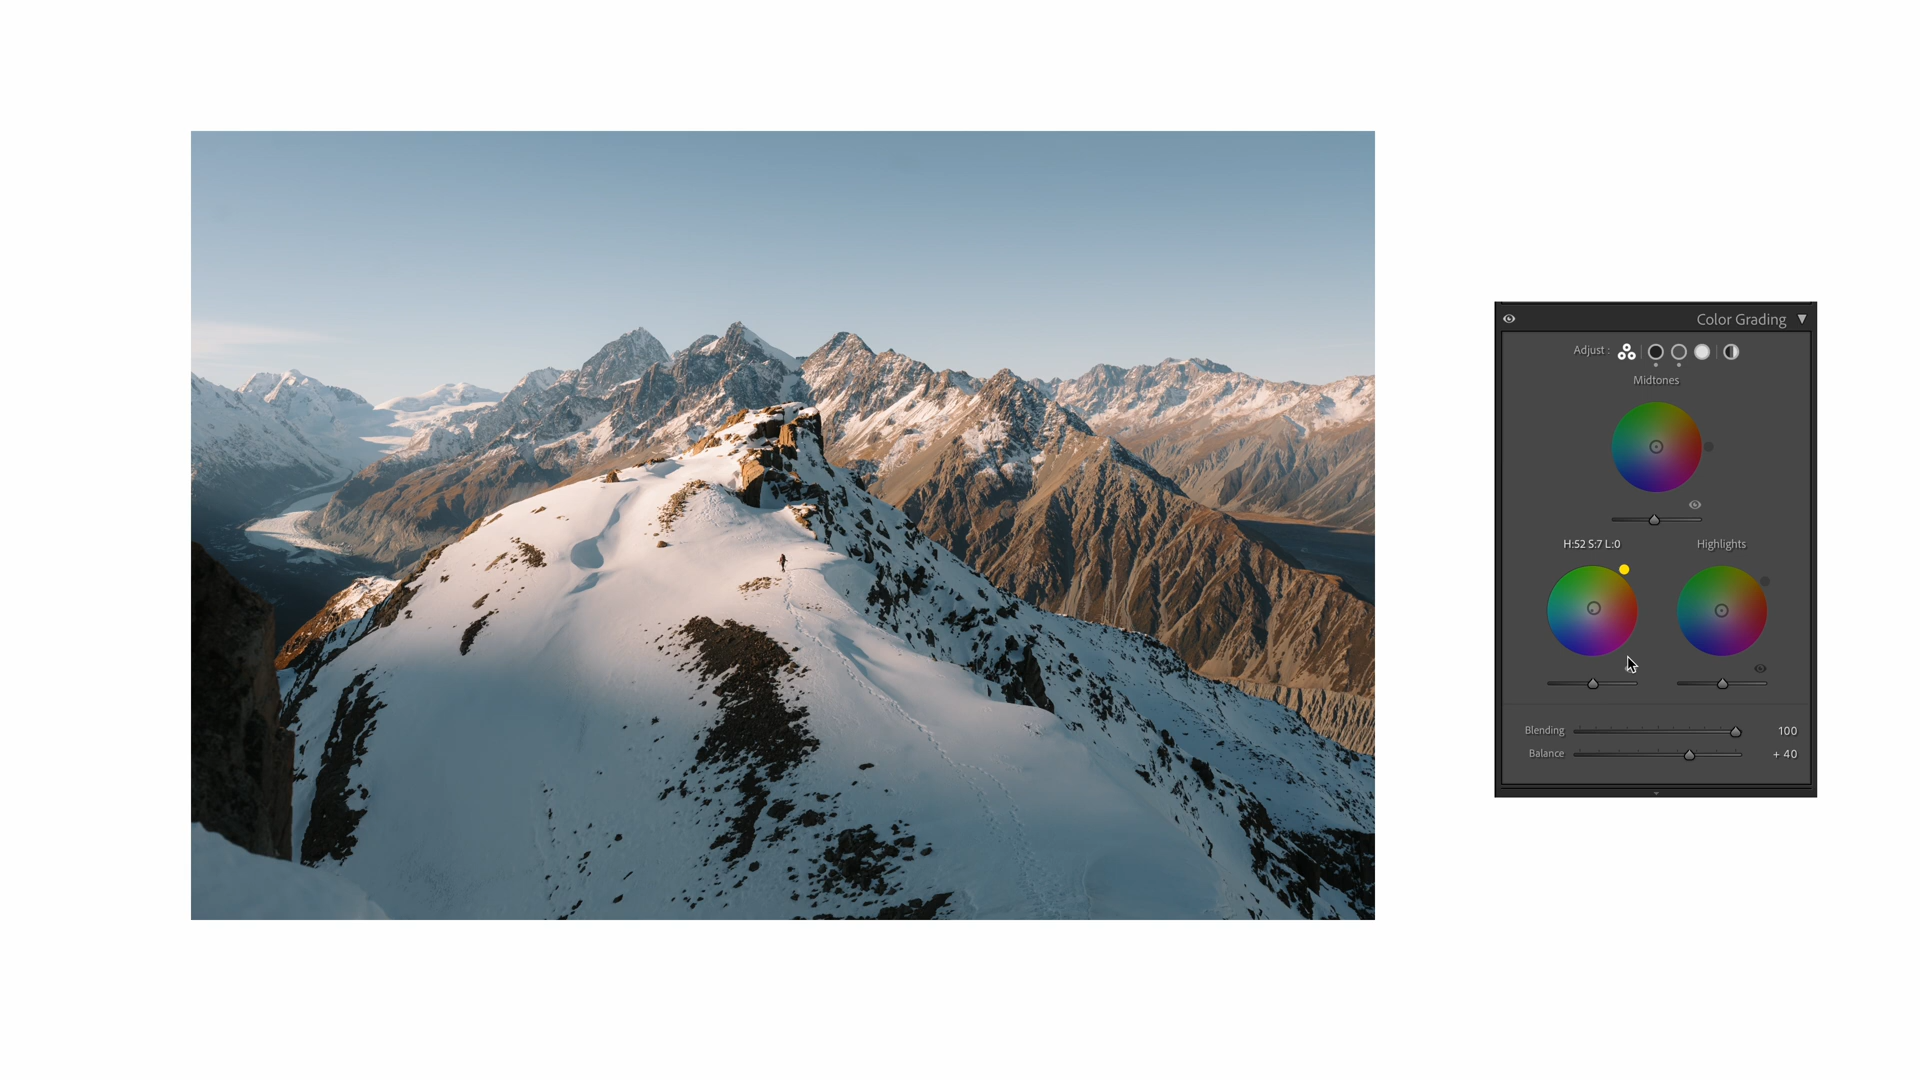 Color Grading
Adjust :
Midtones
H:52 S:7 L:0
Highlights
Blending 100
Balance + 40